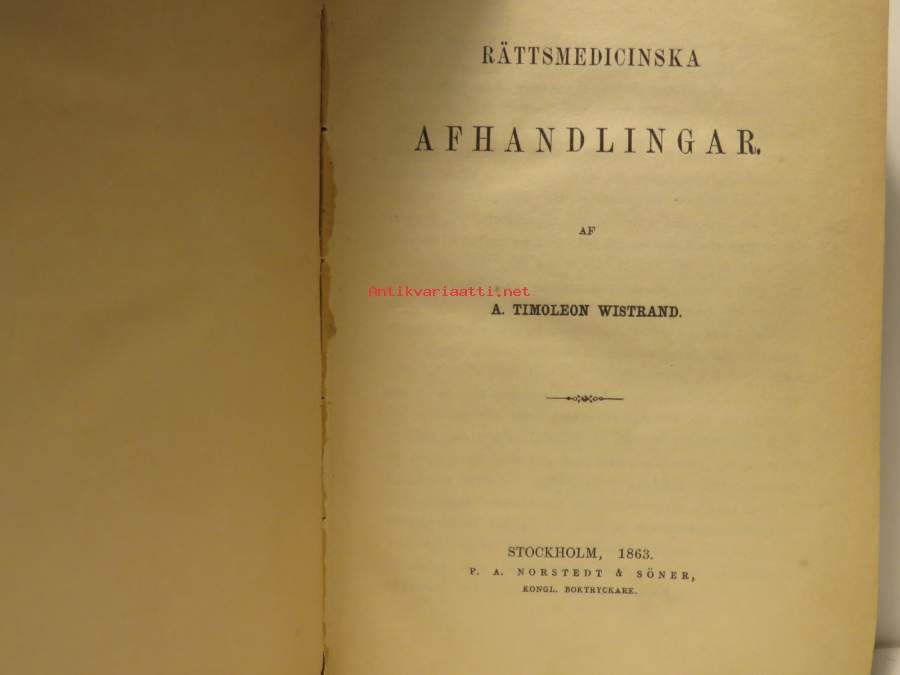 RÄTTSMEDICINSKA
AFHANDLINGAR.
AF
Antikvariaatti.net
A. TIMOLEON WISTRAND.
STOCKHOLM, 1863.
P. A. NORSTEDT & SÖNER,
KONGL. BOKTRYCKARE.